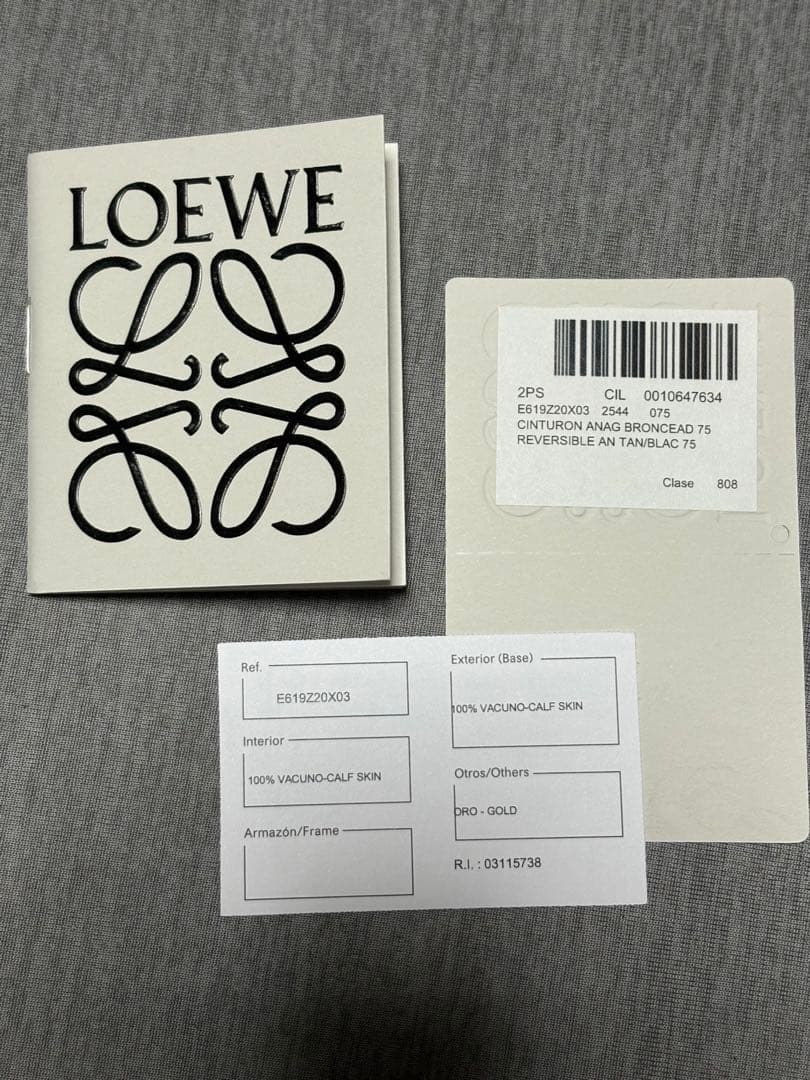 LOEWE
2PS CIL 0010647634
E619Z20X03 2544 075
CINTURON ANAG BRONCEAD 75
REVERSIBLE AN TAN/BLAC 75
Clase 808
Ref.
E619Z20X03
Interior
100% VACUNO-CALF SKIN
Armazón/Frame
Exterior (Base)
100% VACUNO-CALF SKIN
Otros/Others
ORO - GOLD
R.I. : 03115738